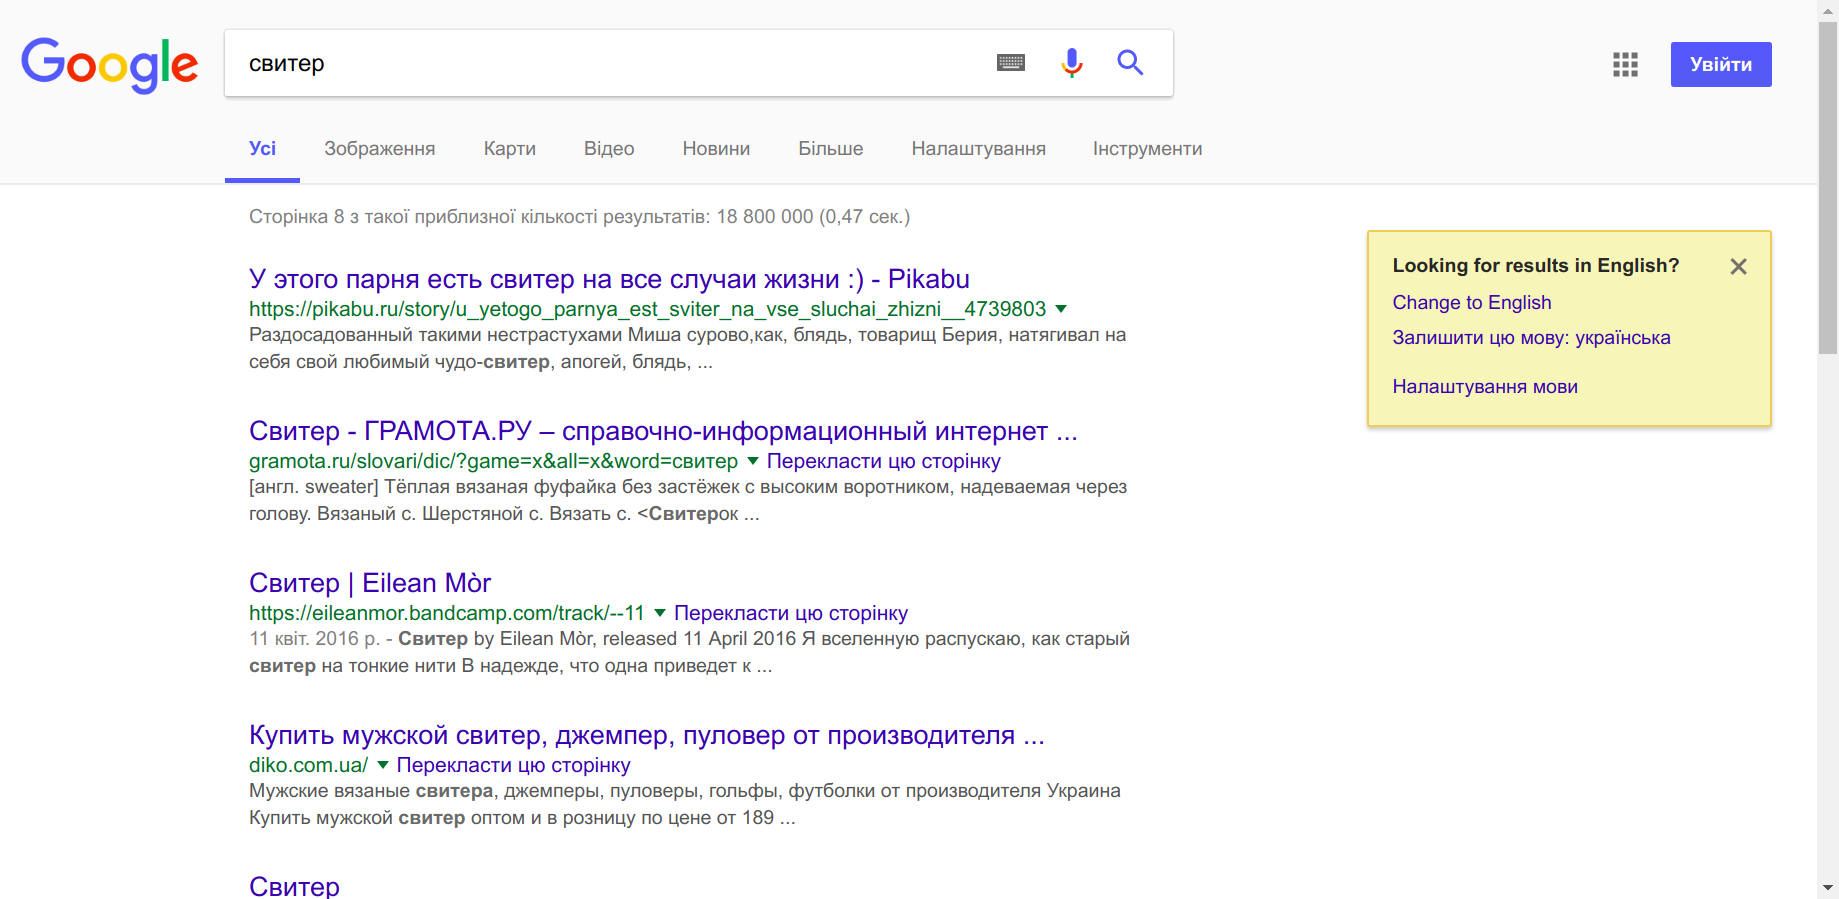 Google
свитер
Увійти
Усі Зображення Карти Відео Новини Більше Налаштування Інструменти
Сторінка 8 з такої приблизної кількості результатів: 18 800 000 (0,47 сек.)
У этого парня есть свитер на все случаи жизни :) - Pikabu
https://pikabu.ru/story/u_yetogo_parnya_est_sviter_na_vse_sluchai_zhizni__4739803
Раздосадованный такими нестрастухами Миша сурово,как, блядь, товарищ Берия, натягивал на
себя свой любимый чудо-свитер, апогей, блядь, ...
Свитер - ГРАМОТА.РУ – справочно-информационный интернет ...
gramota.ru/slovari/dic/?game=x&all=x&word=свитер Перекласти цю сторінку
[англ. sweater] Тёплая вязаная фуфайка без застёжек с высоким воротником, надеваемая через
голову. Вязаный с. Шерстяной с. Вязать с. <Свитерок ...
Свитер | Eilean Mòr
https://eileanmor.bandcamp.com/track/--11 Перекласти цю сторінку
11 квіт. 2016 р. - Свитер by Eilean Mòr, released 11 April 2016 Я вселенную распускаю, как старый
свитер на тонкие нити В надежде, что одна приведет к ...
Купить мужской свитер, джемпер, пуловер от производителя ...
diko.com.ua/ Перекласти цю сторінку
Мужские вязаные свитера, джемперы, пуловеры, гольфы, футболки от производителя Украина
Купить мужской свитер оптом и в розницу по цене от 189 ...
Свитер
Looking for results in English?
Change to English
Залишити цю мову: українська
Налаштування мови